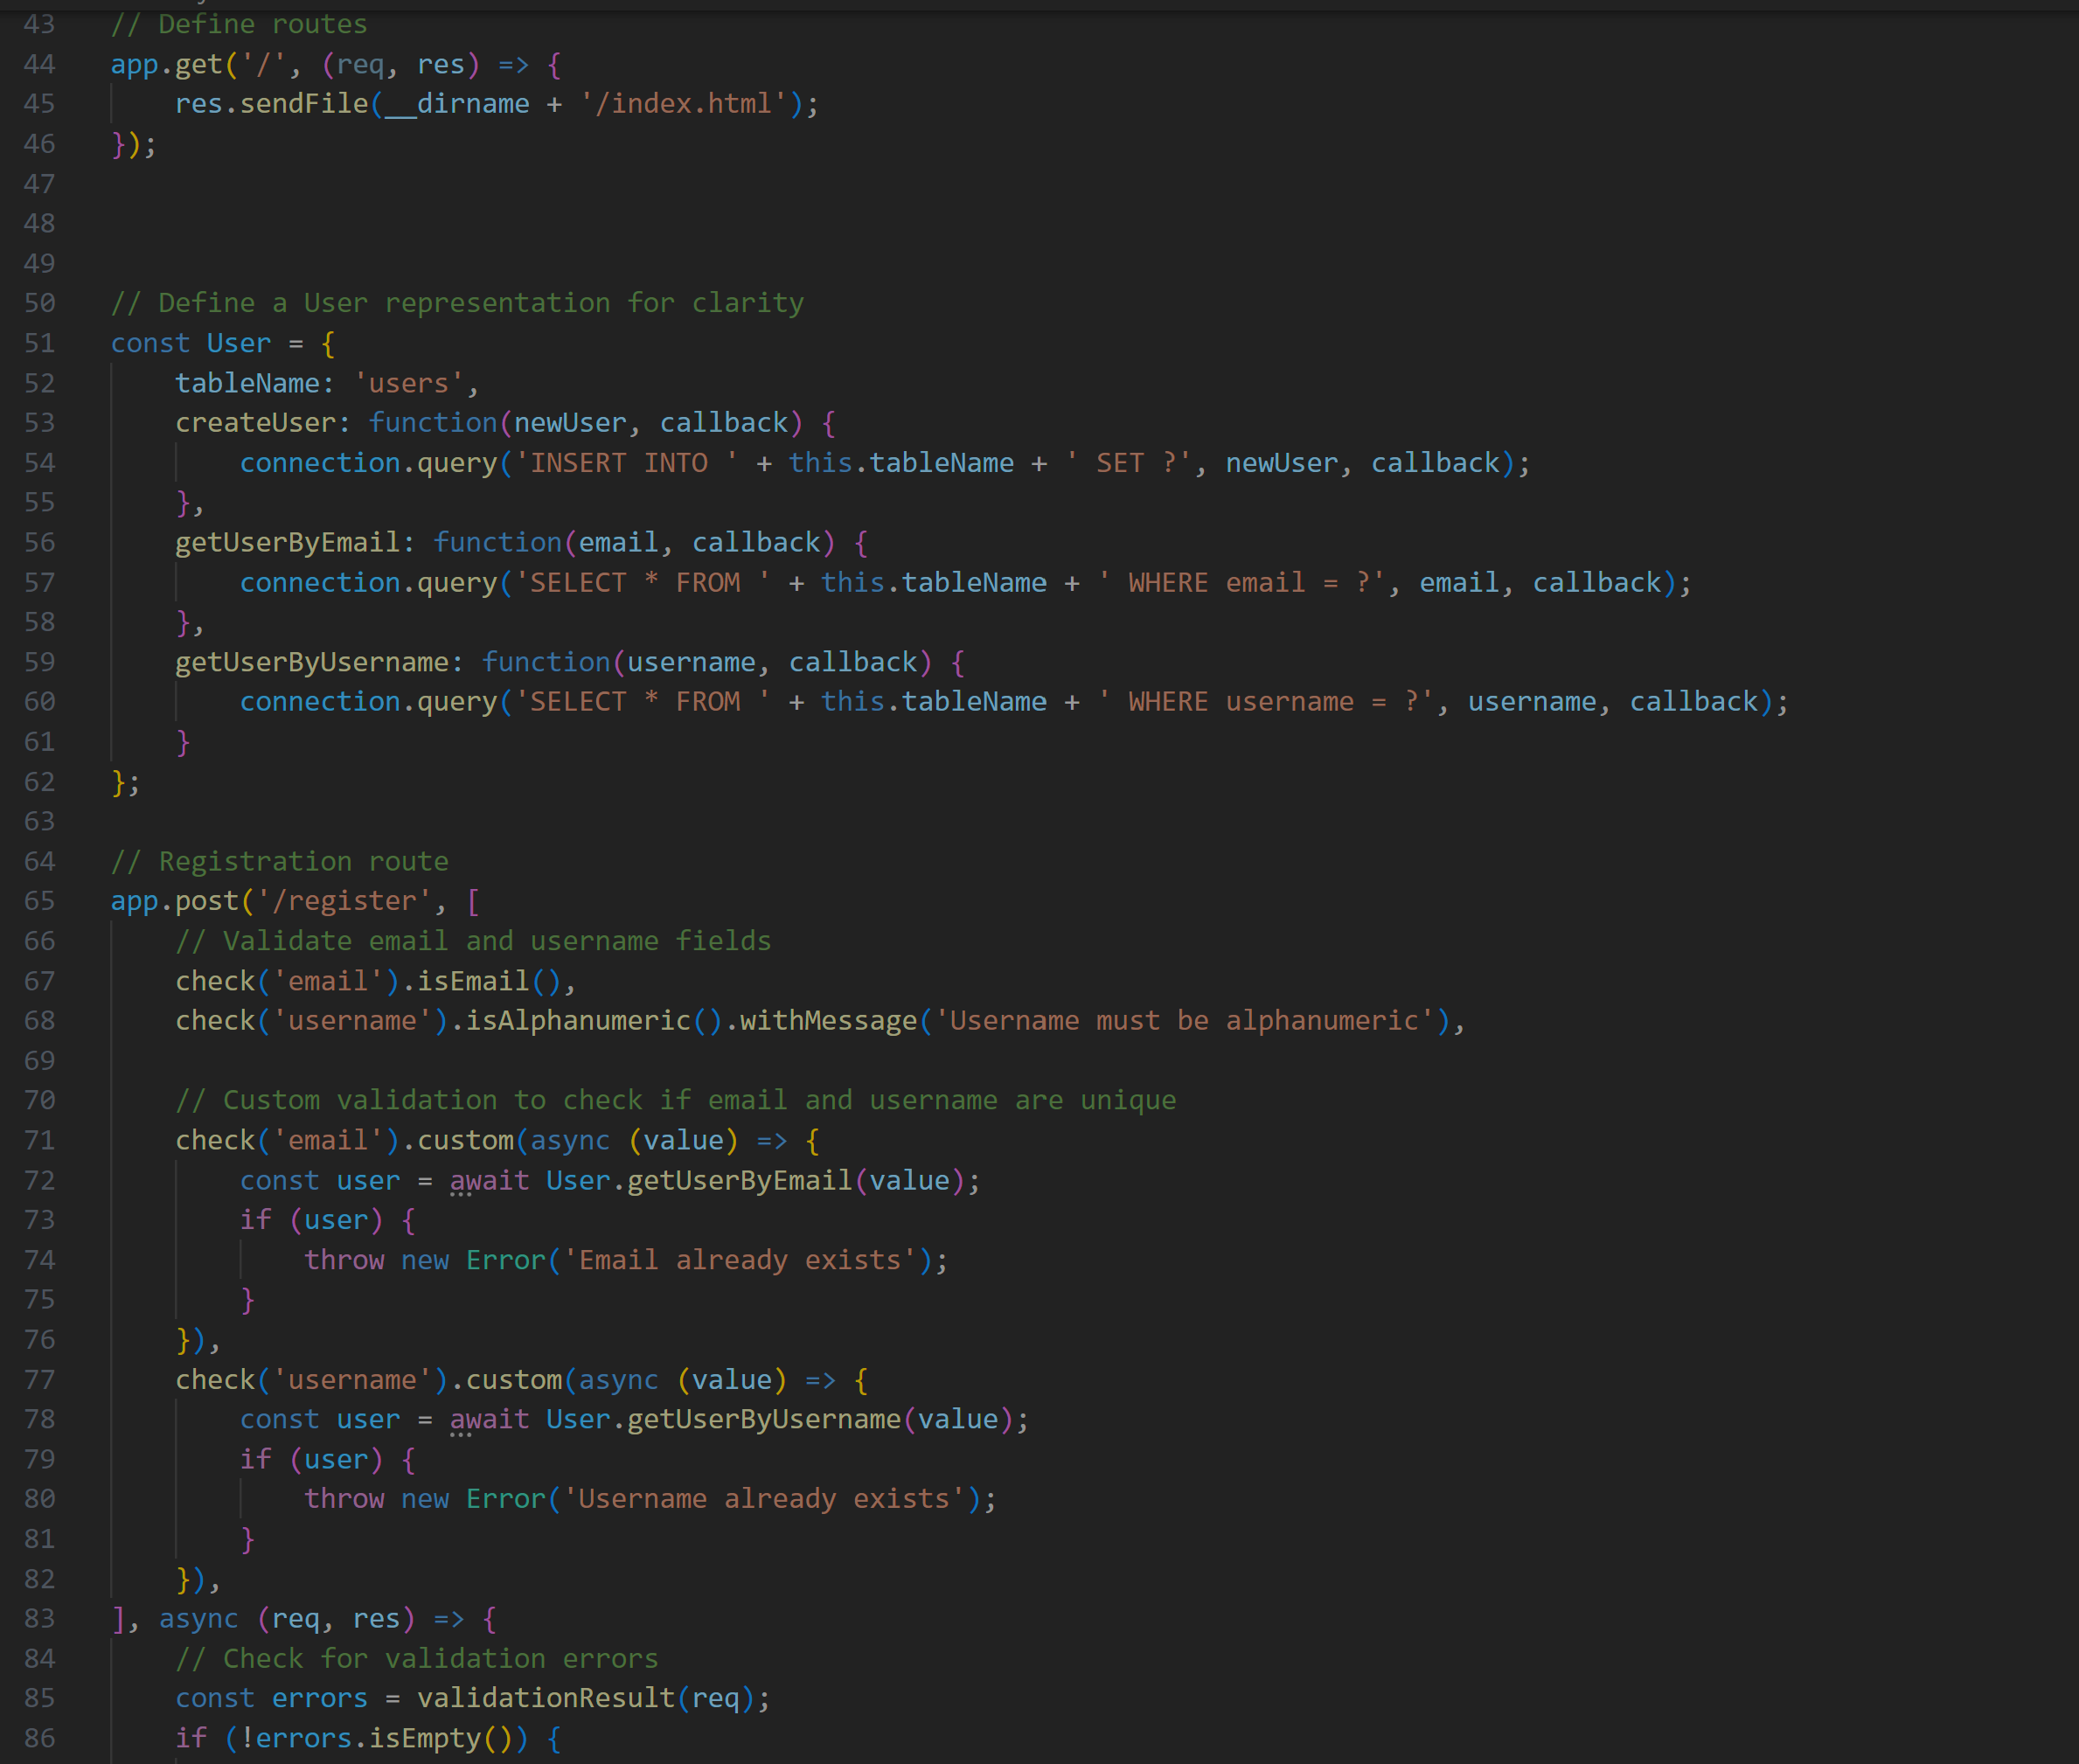 43 // Define routes
44 app.get('/', (req, res) => {
45     res.sendFile(__dirname + '/index.html');
46 });
47
48
49
50 // Define a User representation for clarity
51 const User = {
52     tableName: 'users',
53     createUser: function(newUser, callback) {
54         connection.query('INSERT INTO ' + this.tableName + ' SET ?', newUser, callback);
55     },
56     getUserByEmail: function(email, callback) {
57         connection.query('SELECT * FROM ' + this.tableName + ' WHERE email = ?', email, callback);
58     },
59     getUserByUsername: function(username, callback) {
60         connection.query('SELECT * FROM ' + this.tableName + ' WHERE username = ?', username, callback);
61     }
62 };
63
64 // Registration route
65 app.post('/register', [
66     // Validate email and username fields
67     check('email').isEmail(),
68     check('username').isAlphanumeric().withMessage('Username must be alphanumeric'),
69
70     // Custom validation to check if email and username are unique
71     check('email').custom(async (value) => {
72         const user = await User.getUserByEmail(value);
73         if (user) {
74             throw new Error('Email already exists');
75         }
76     }),
77     check('username').custom(async (value) => {
78         const user = await User.getUserByUsername(value);
79         if (user) {
80             throw new Error('Username already exists');
81         }
82     }),
83 ], async (req, res) => {
84     // Check for validation errors
85     const errors = validationResult(req);
86     if (!errors.isEmpty()) {